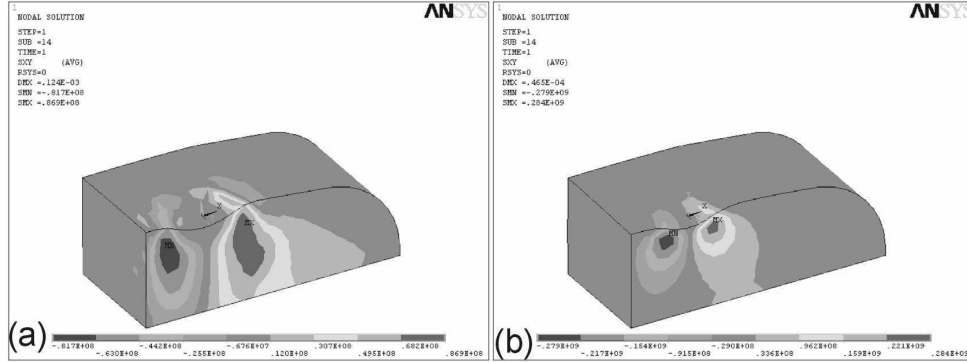 1
NODAL SOLUTION
STEP=1
SUB =14
TIME=1
SXY (AVG)
RSYS=0
DMX =.124E-03
SMN =-.817E+08
SMX =.869E+08
ANSYS
X
MN
MX
(a)
-.817E+08 -.442E+08 -.676E+07 .307E+08 .682E+08
-.630E+08 -.255E+08 .120E+08 .495E+08 .869E+08
1
NODAL SOLUTION
STEP=1
SUB =14
TIME=1
SXY (AVG)
RSYS=0
DMX =.465E-04
SMN =-.279E+09
SMX =.284E+09
ANSYS
X
MN
MX
(b)
-.279E+09 -.154E+09 -.290E+08 .962E+08 .221E+09
-.217E+09 -.915E+08 .336E+08 .159E+09 .284E+09